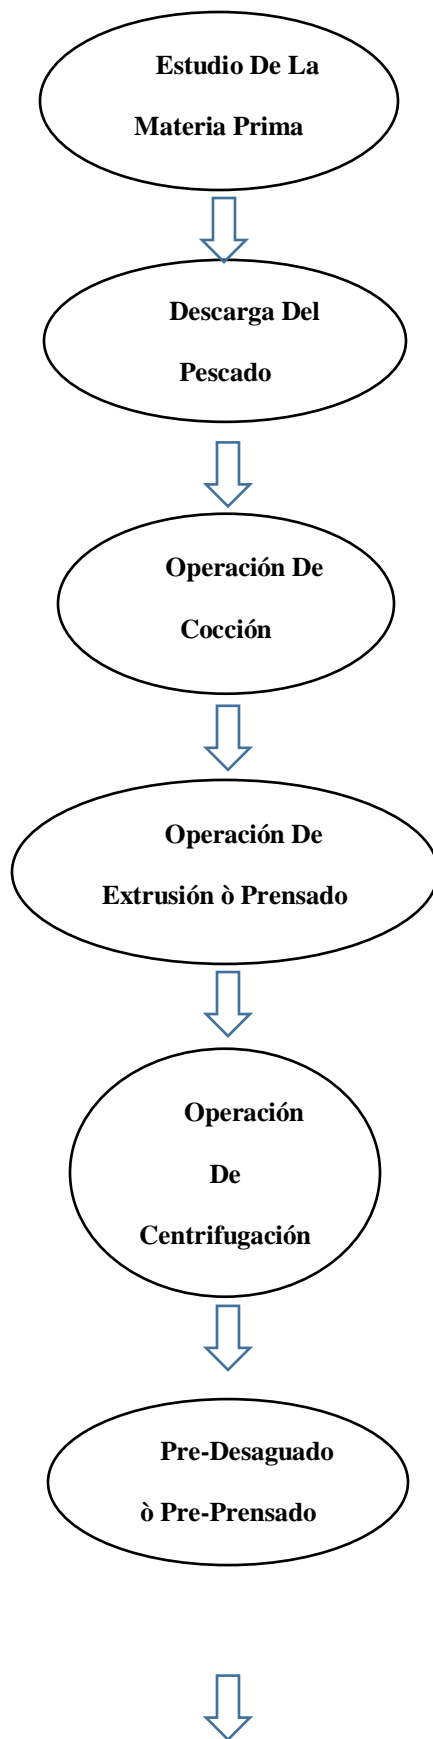 Estudio De La
Materia Prima
Descarga Del
Pescado
Operación De
Cocción
Operación De
Extrusión ò Prensado
Operación
De
Centrifugación
Pre-Desaguado
ò Pre-Prensado